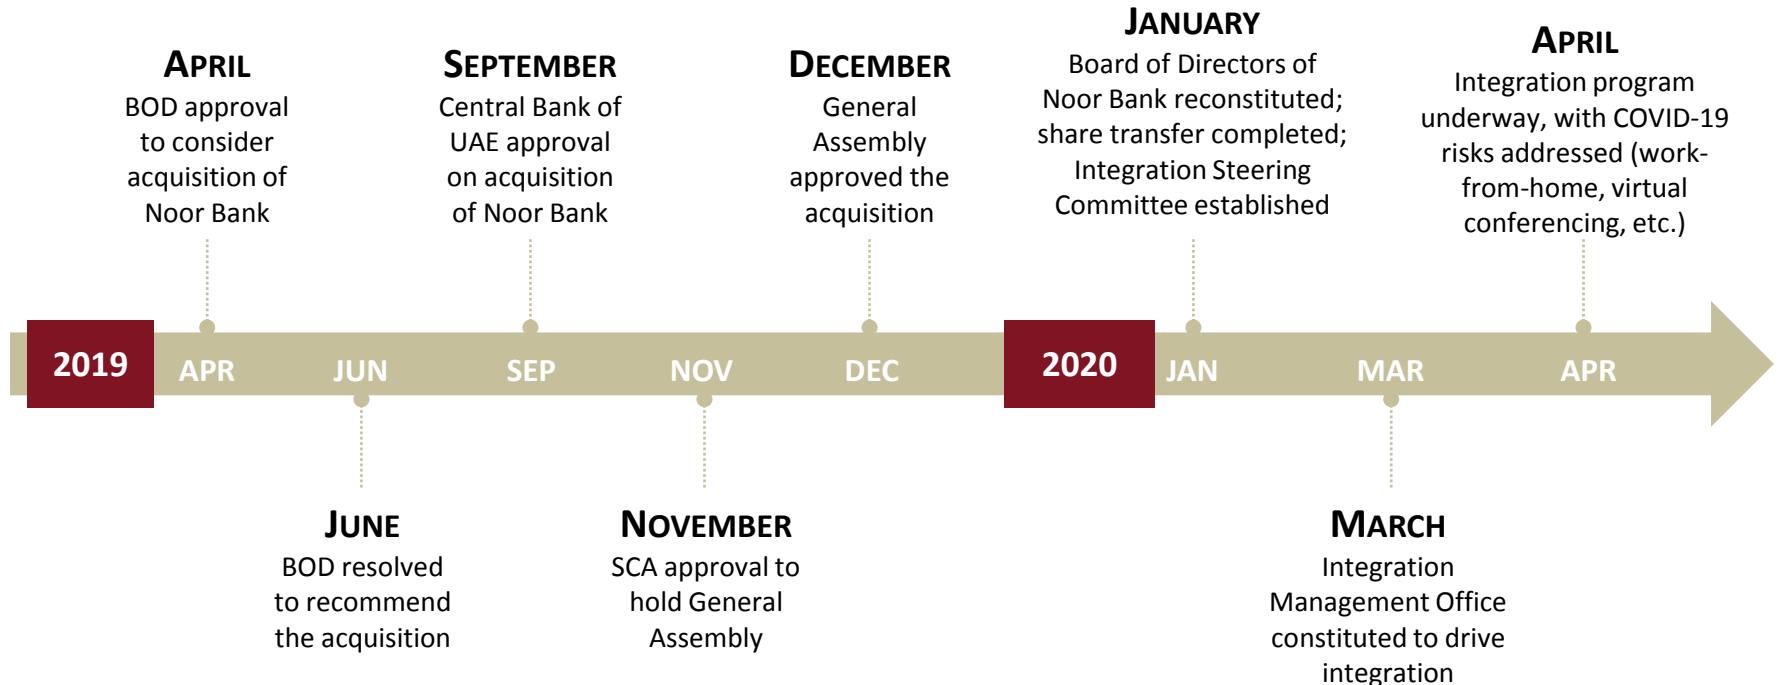 APRIL
BOD approval
to consider
acquisition of
Noor Bank
SEPTEMBER
Central Bank of
UAE approval
on acquisition
of Noor Bank
DECEMBER
General
Assembly
approved the
acquisition
JANUARY
Board of Directors of
Noor Bank reconstituted;
share transfer completed;
Integration Steering
Committee established
APRIL
Integration program
underway, with COVID-19
risks addressed (work-
from-home, virtual
conferencing, etc.)
2019 APR JUN SEP NOV DEC 2020 JAN MAR APR
JUNE
BOD resolved
to recommend
the acquisition
NOVEMBER
SCA approval to
hold General
Assembly
MARCH
Integration
Management Office
constituted to drive
integration